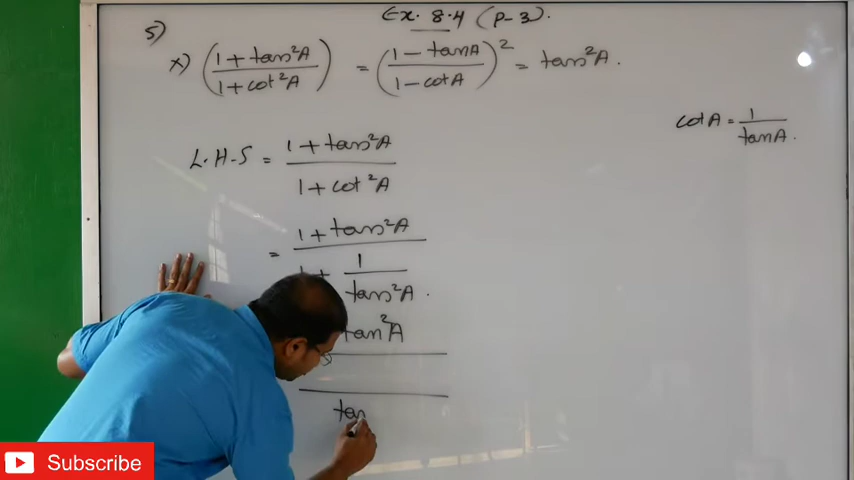 Ex. 8.4 (P-3).
5)
x) (1 + tan²A / 1 + cot²A) = (1 - tanA / 1 - cotA)² = tan²A.
cotA = 1 / tanA.
L.H.S = 1 + tan²A / 1 + cot²A
= 1 + tan²A / 1 + 1 / tan²A.
tan²A
tan
Subscribe